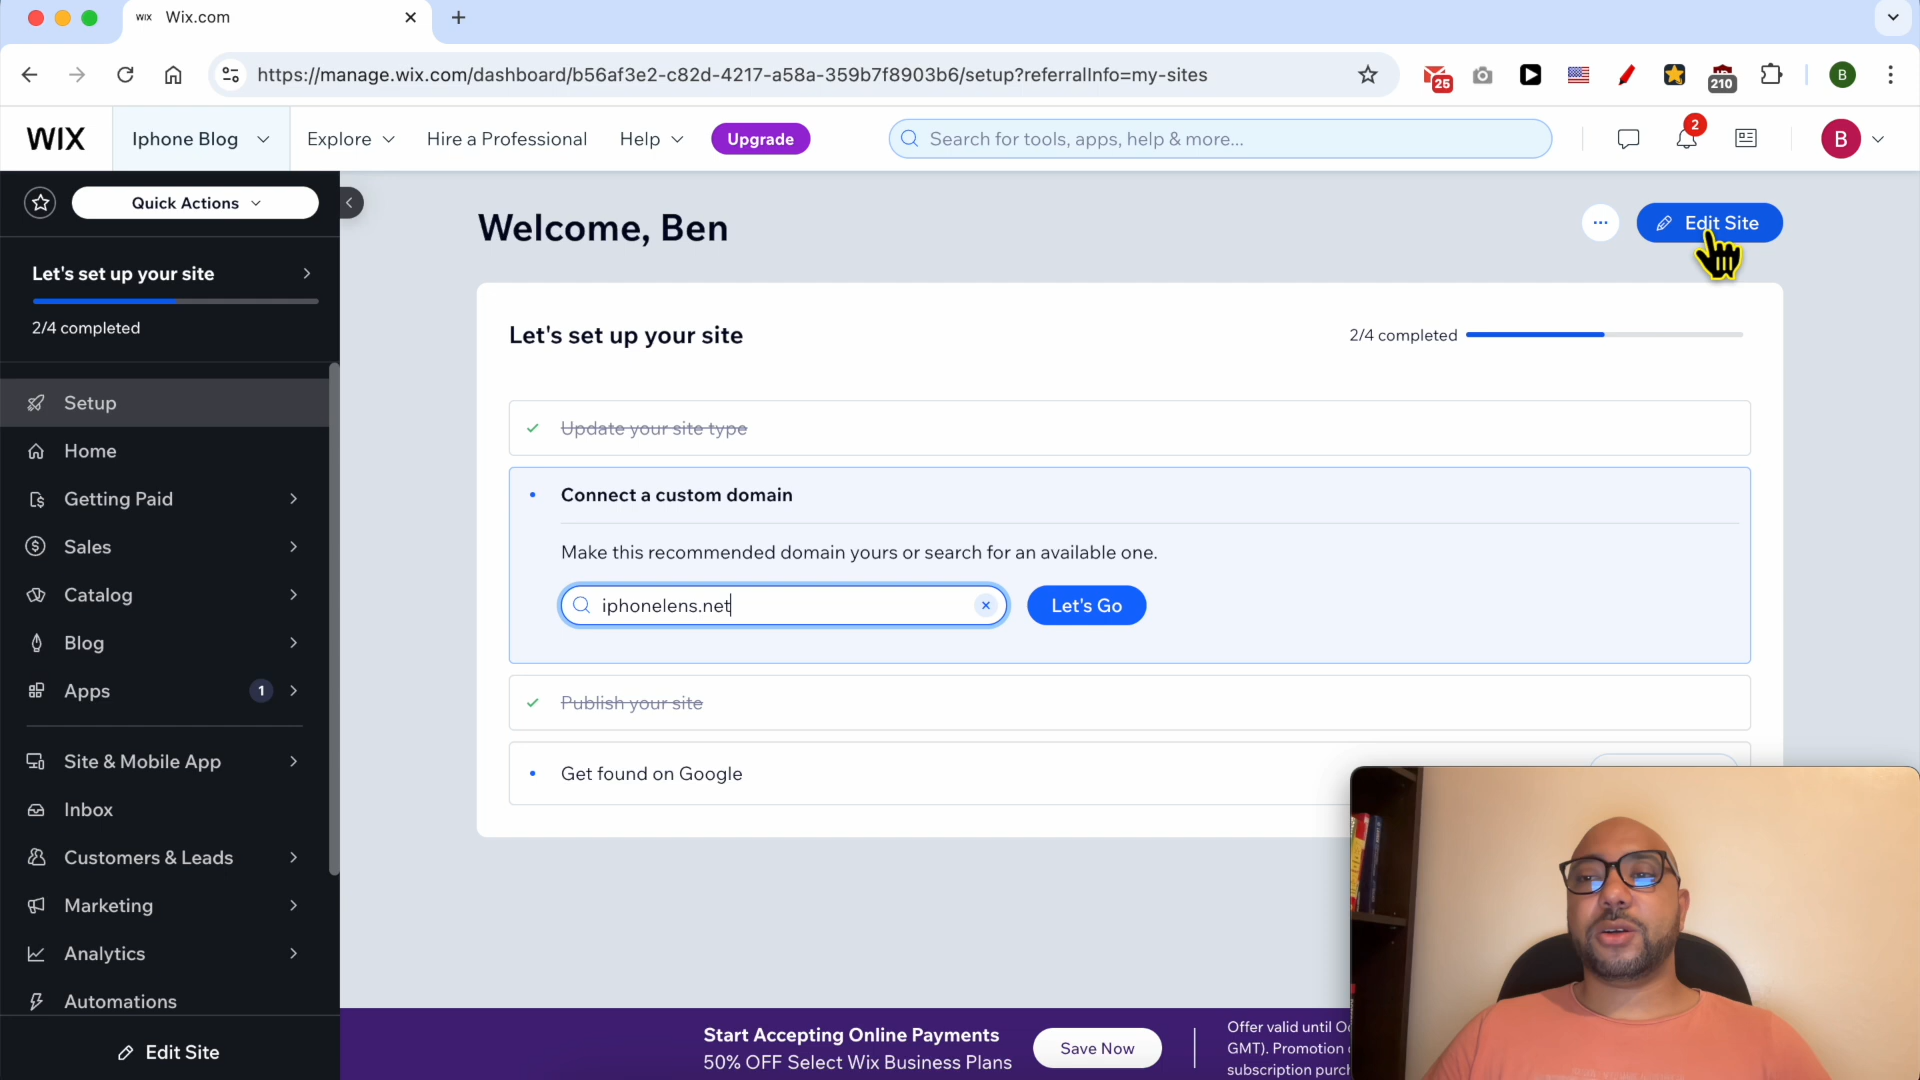 WIX Wix.com
https://manage.wix.com/dashboard/b56af3e2-c82d-4217-a58a-359b7f8903b6/setup?referralInfo=my-sites
25
210
B
WIX
Iphone Blog
Explore
Hire a Professional
Help
Upgrade
Search for tools, apps, help & more...
2
B
Quick Actions
Let's set up your site
2/4 completed
Setup
Home
Getting Paid
Sales
Catalog
Blog
Apps 1
Site & Mobile App
Inbox
Customers & Leads
Marketing
Analytics
Automations
Edit Site
Welcome, Ben
Edit Site
Let's set up your site
2/4 completed
Update your site type
Connect a custom domain
Make this recommended domain yours or search for an available one.
iphonelens.net
Let's Go
Publish your site
Get found on Google
Start Accepting Online Payments
50% OFF Select Wix Business Plans
Save Now
Offer valid until
GMT). Promotion
subscription